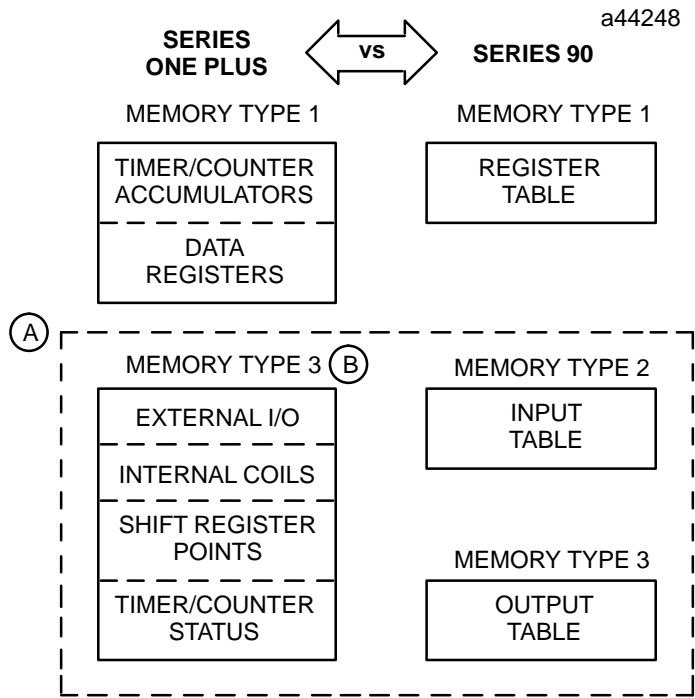 a44248
SERIES
ONE PLUS
vs
SERIES 90
MEMORY TYPE 1
TIMER/COUNTER
ACCUMULATORS
DATA
REGISTERS
MEMORY TYPE 1
REGISTER
TABLE
A
MEMORY TYPE 3
B
EXTERNAL I/O
INTERNAL COILS
SHIFT REGISTER
POINTS
TIMER/COUNTER
STATUS
MEMORY TYPE 2
INPUT
TABLE
MEMORY TYPE 3
OUTPUT
TABLE